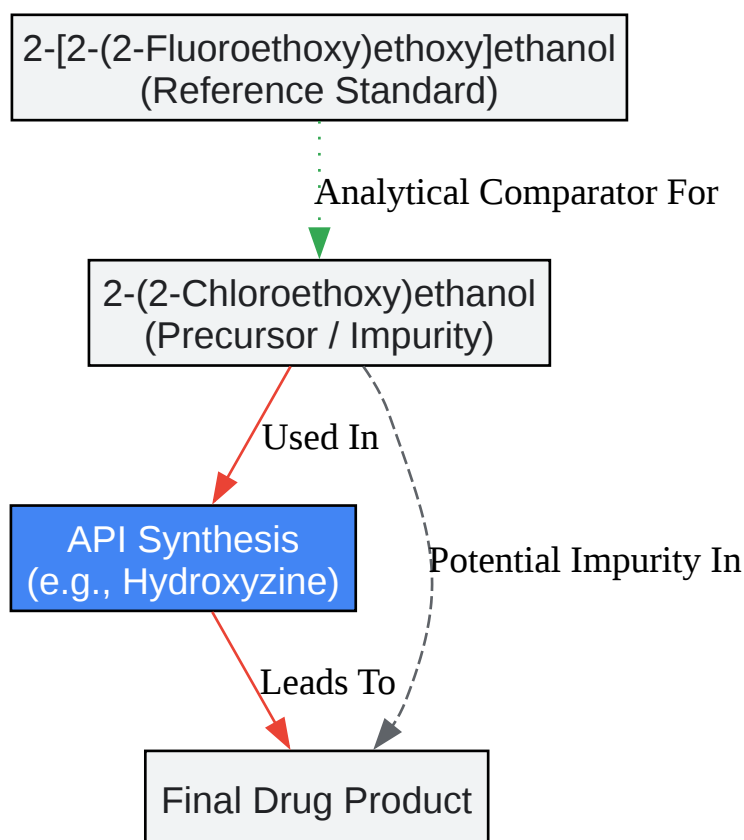 2-[2-(2-Fluoroethoxy)ethoxy]ethanol
(Reference Standard)
Analytical Comparator For
2-(2-Chloroethoxy)ethanol
(Precursor / Impurity)
Used In
API Synthesis
(e.g., Hydroxyzine)
Potential Impurity In
Leads To
Final Drug Product